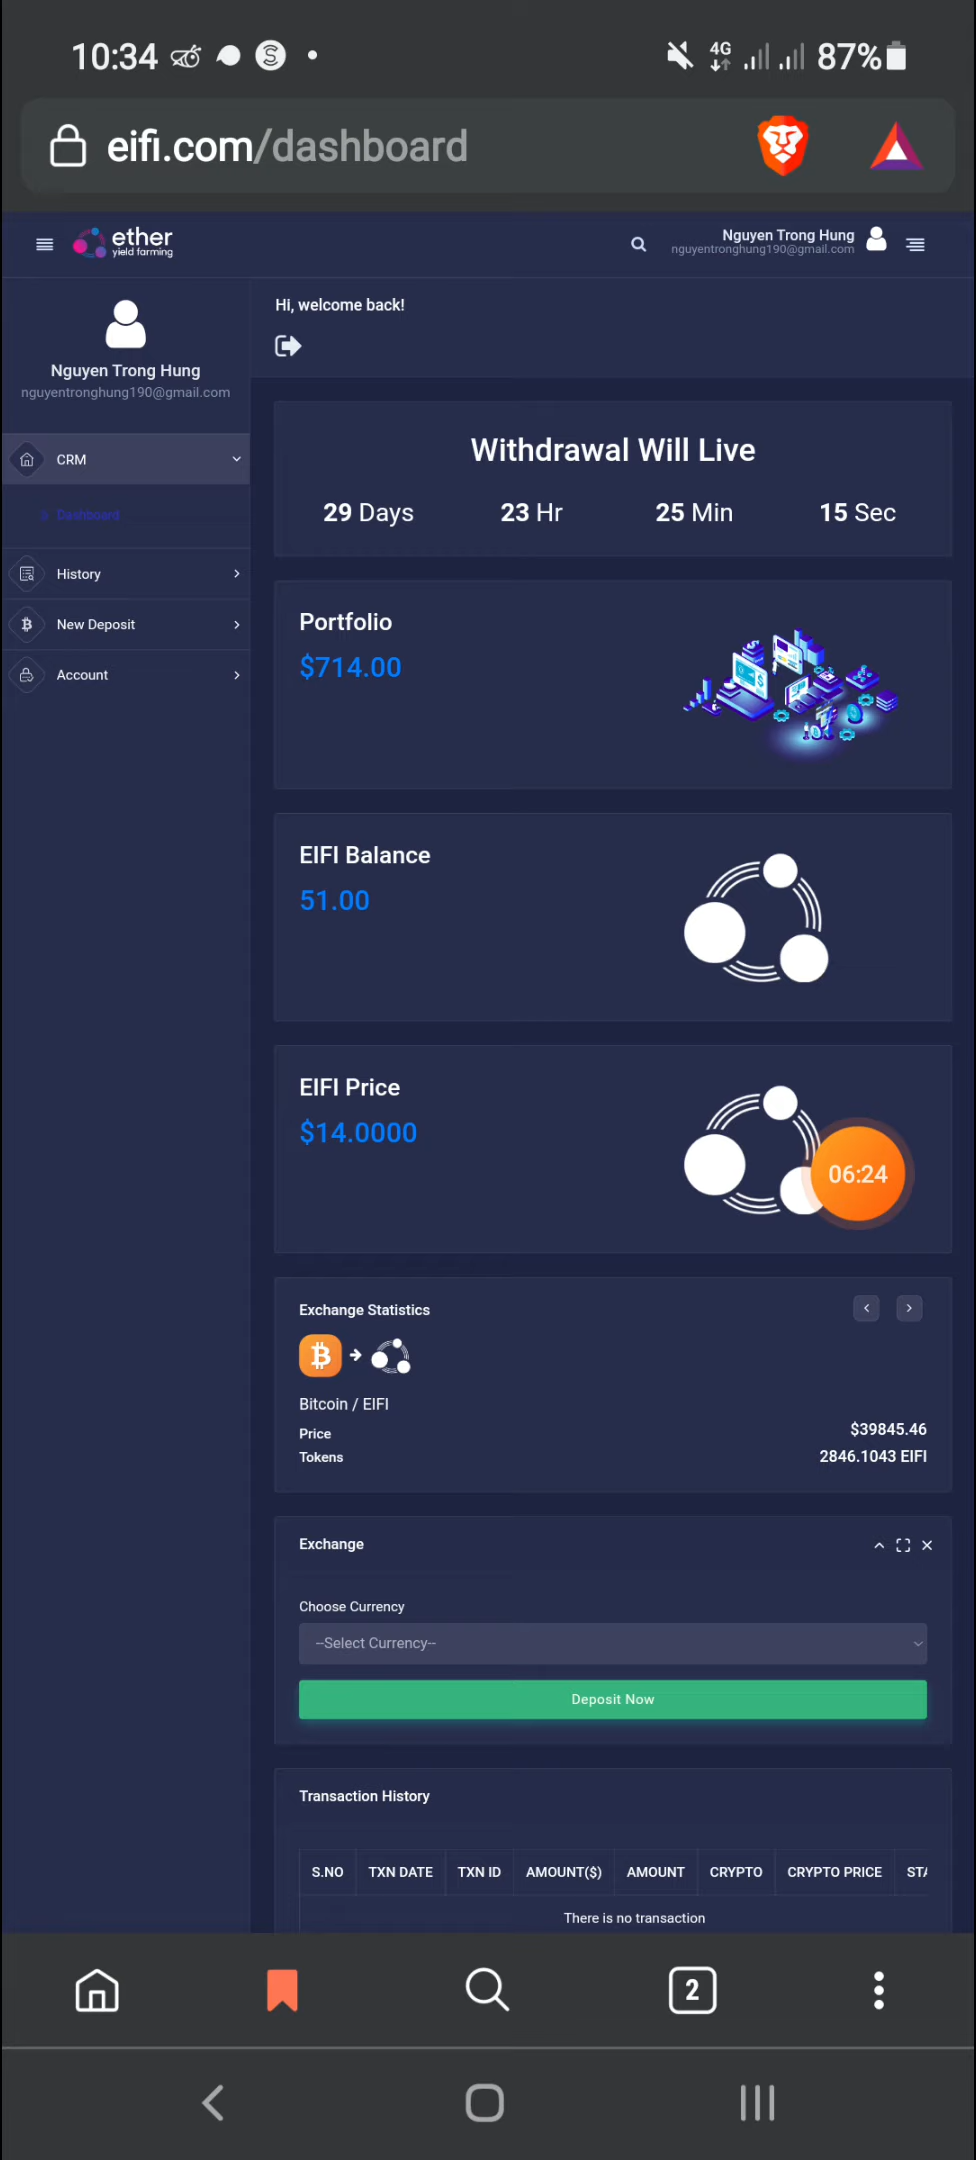 10:34
4G
87%
eifi.com/dashboard
ether
yield farming
Nguyen Trong Hung
nguyentronghung190@gmail.com
Nguyen Trong Hung
nguyentronghung190@gmail.com
CRM
Dashboard
History
New Deposit
Account
Hi, welcome back!
Withdrawal Will Live
29 Days 23 Hr 25 Min 15 Sec
Portfolio
$714.00
EIFI Balance
51.00
EIFI Price
$14.0000
06:24
Exchange Statistics
Bitcoin / EIFI
Price $39845.46
Tokens 2846.1043 EIFI
Exchange
Choose Currency
--Select Currency--
Deposit Now
Transaction History
S.NO TXN DATE TXN ID AMOUNT($) AMOUNT CRYPTO CRYPTO PRICE STA
There is no transaction
2